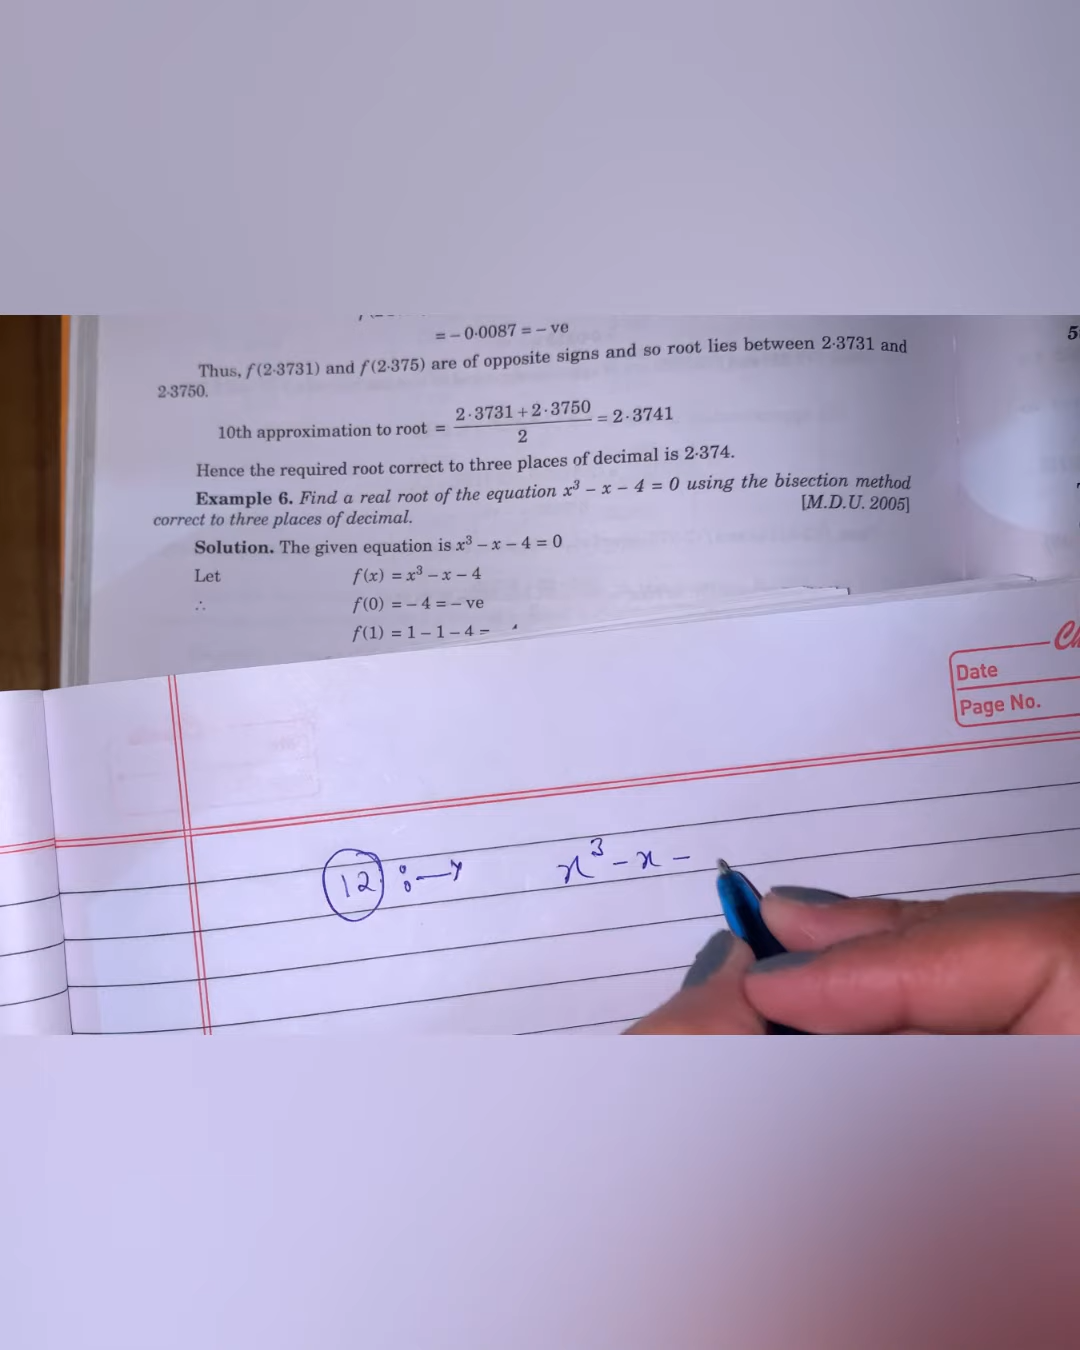 = – 0·0087 = – ve
5
Thus, f(2·3731) and f(2·375) are of opposite signs and so root lies between 2·3731 and
2·3750.
10th approximation to root = (2·3731 + 2·3750)/2 = 2·3741
Hence the required root correct to three places of decimal is 2·374.
Example 6. Find a real root of the equation x³ – x – 4 = 0 using the bisection method
correct to three places of decimal. [M.D.U. 2005]
Solution. The given equation is x³ – x – 4 = 0
Let f(x) = x³ – x – 4
∴ f(0) = – 4 = – ve
f(1) = 1 – 1 – 4 =
Date
Page No.
12 :→ x³ – x –